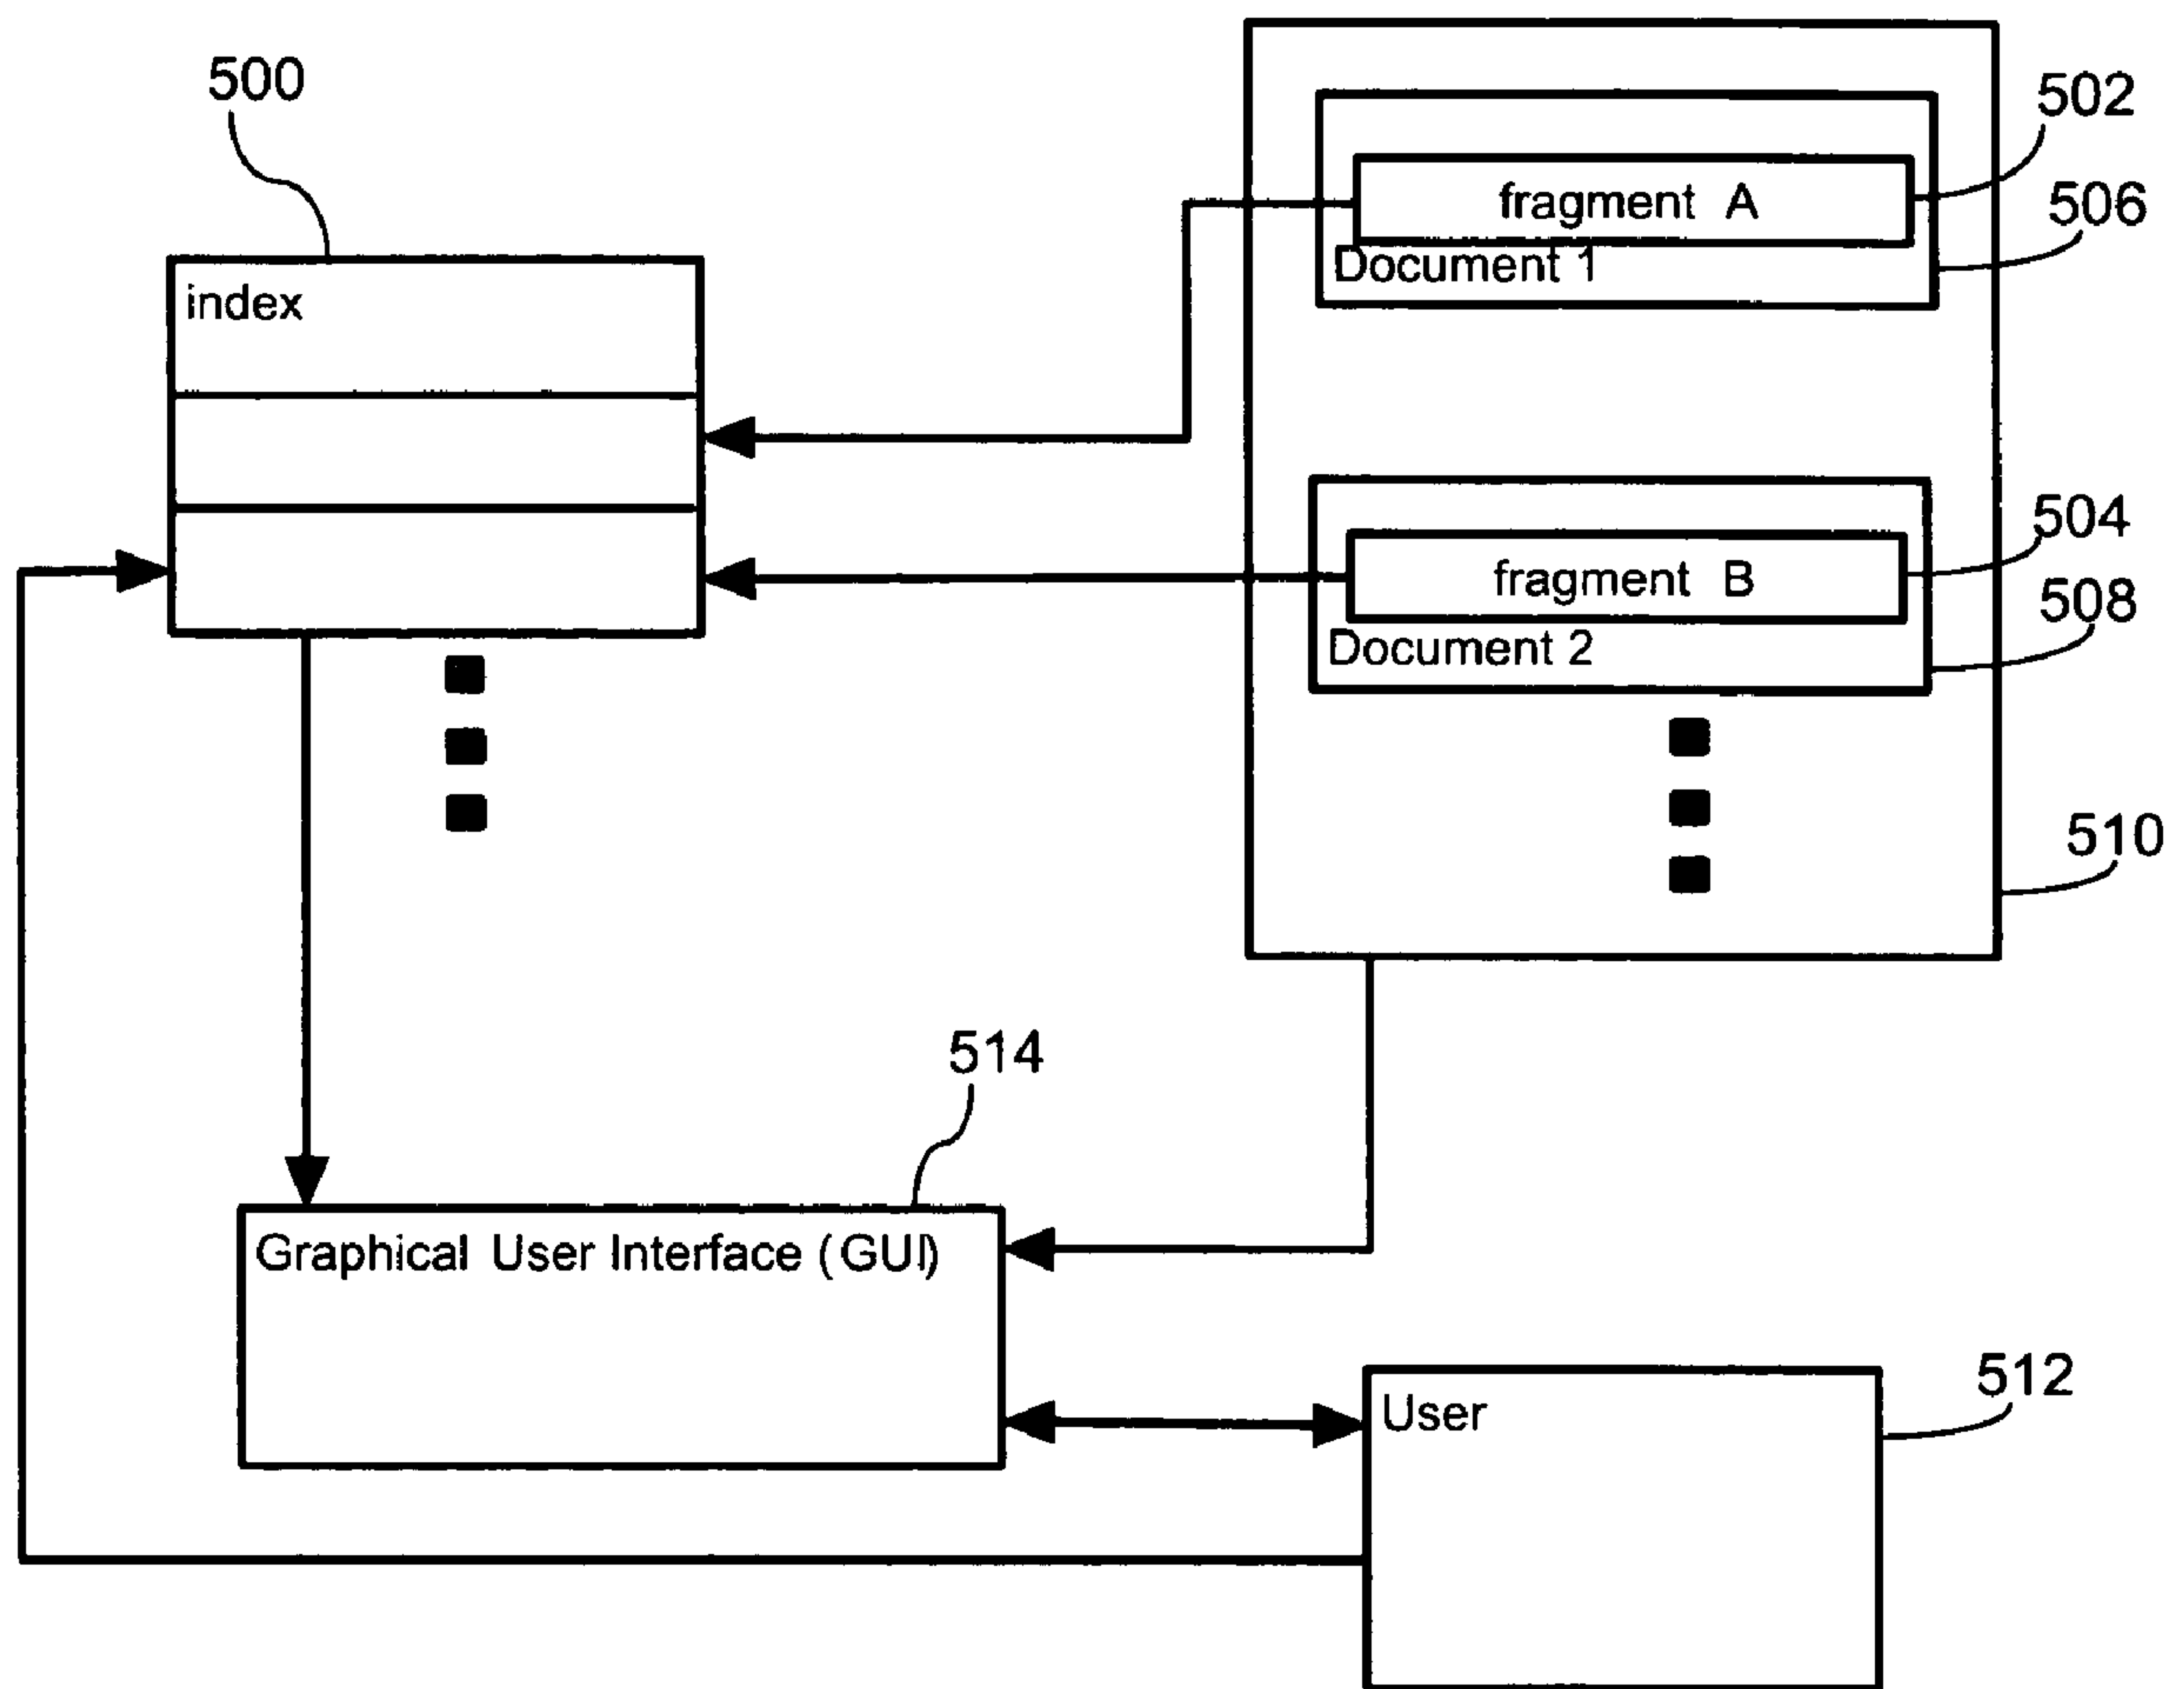 500
502
fragment A
506
Document 1
index
504
fragment B
508
Document 2
510
514
Graphical User Interface (GUI)
512
User